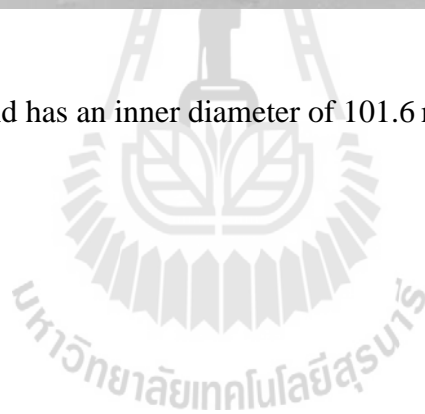 has an inner diameter of 101.6
มหาวิทยาลัยเทคโนโลยีสุรนารี